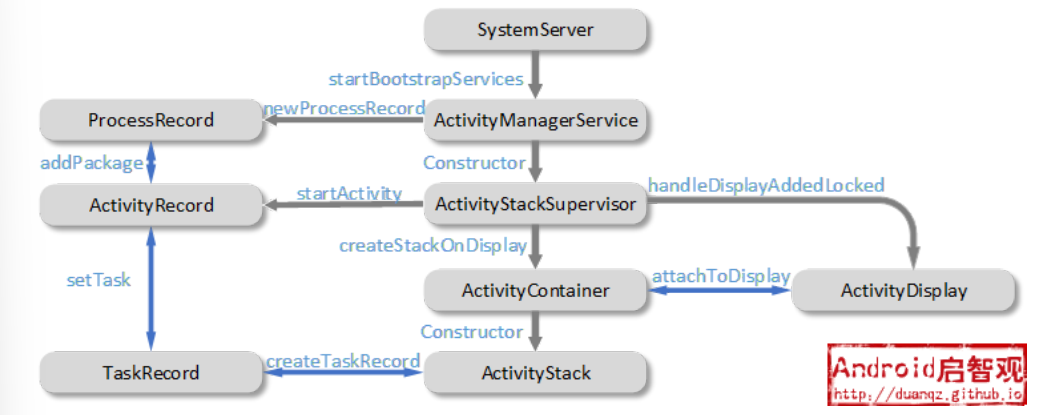 SystemServer
startBootstrapServices
newProcessRecord
ProcessRecord
ActivityManagerService
addPackage
Constructor
handleDisplayAddedLocked
startActivity
ActivityRecord
ActivityStackSupervisor
createStackOnDisplay
setTask
attachToDisplay
ActivityContainer
ActivityDisplay
Constructor
createTaskRecord
TaskRecord
ActivityStack
Android启智观
http://duanqz.github.io